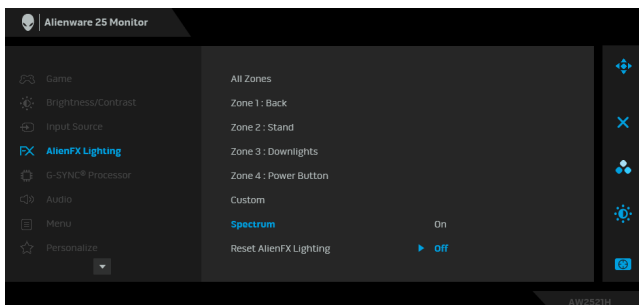 Alienware 25 Monitor
Game
Brightness/Contrast
Input Source
FX AlienFX Lighting
G-SYNC® Processor
Audio
Menu
Personalize
All Zones
Zone 1 : Back
Zone 2 : Stand
Zone 3 : Downlights
Zone 4 : Power Button
Custom
Spectrum On
Reset AlienFX Lighting Off
AW2521H